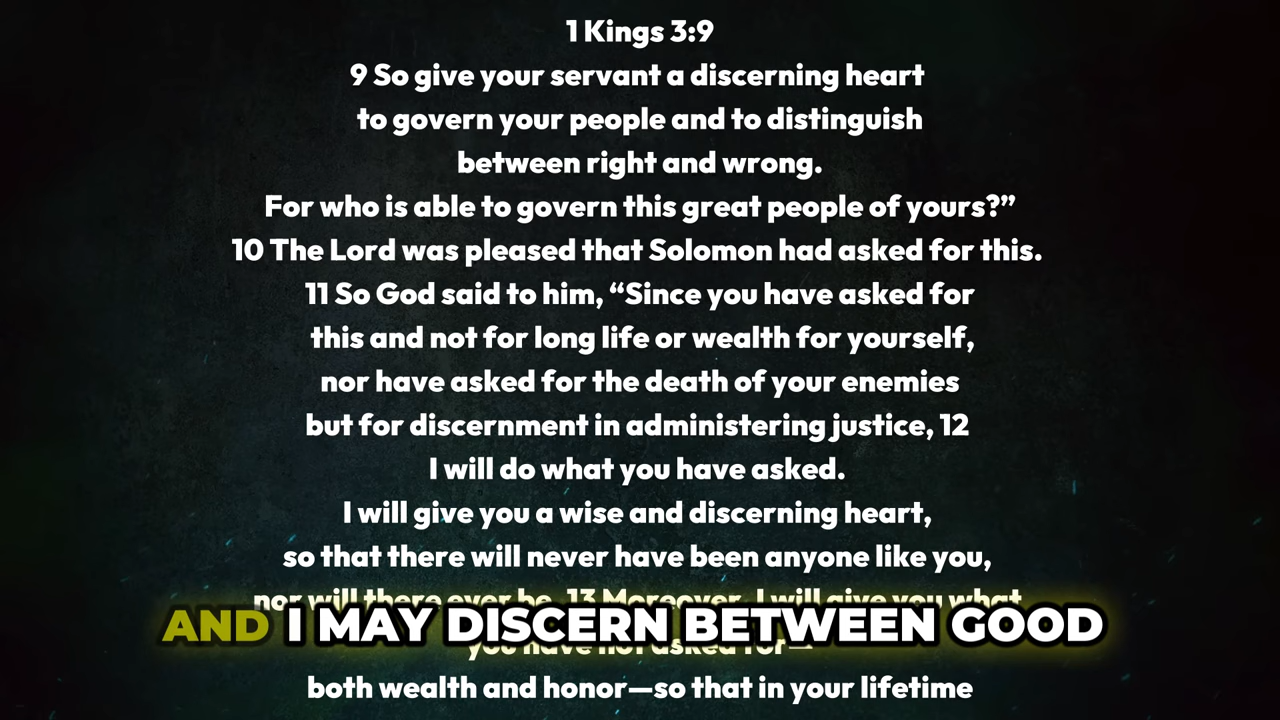 1 Kings 3:9
9 So give your servant a discerning heart
to govern your people and to distinguish
between right and wrong.
For who is able to govern this great people of yours?”
10 The Lord was pleased that Solomon had asked for this.
11 So God said to him, “Since you have asked for
this and not for long life or wealth for yourself,
nor have asked for the death of your enemies
but for discernment in administering justice, 12
I will do what you have asked.
I will give you a wise and discerning heart,
so that there will never have been anyone like you,
nor will there ever be. 13 Moreover, I will give you what
AND I MAY DISCERN BETWEEN GOOD
you have not asked for—
both wealth and honor—so that in your lifetime